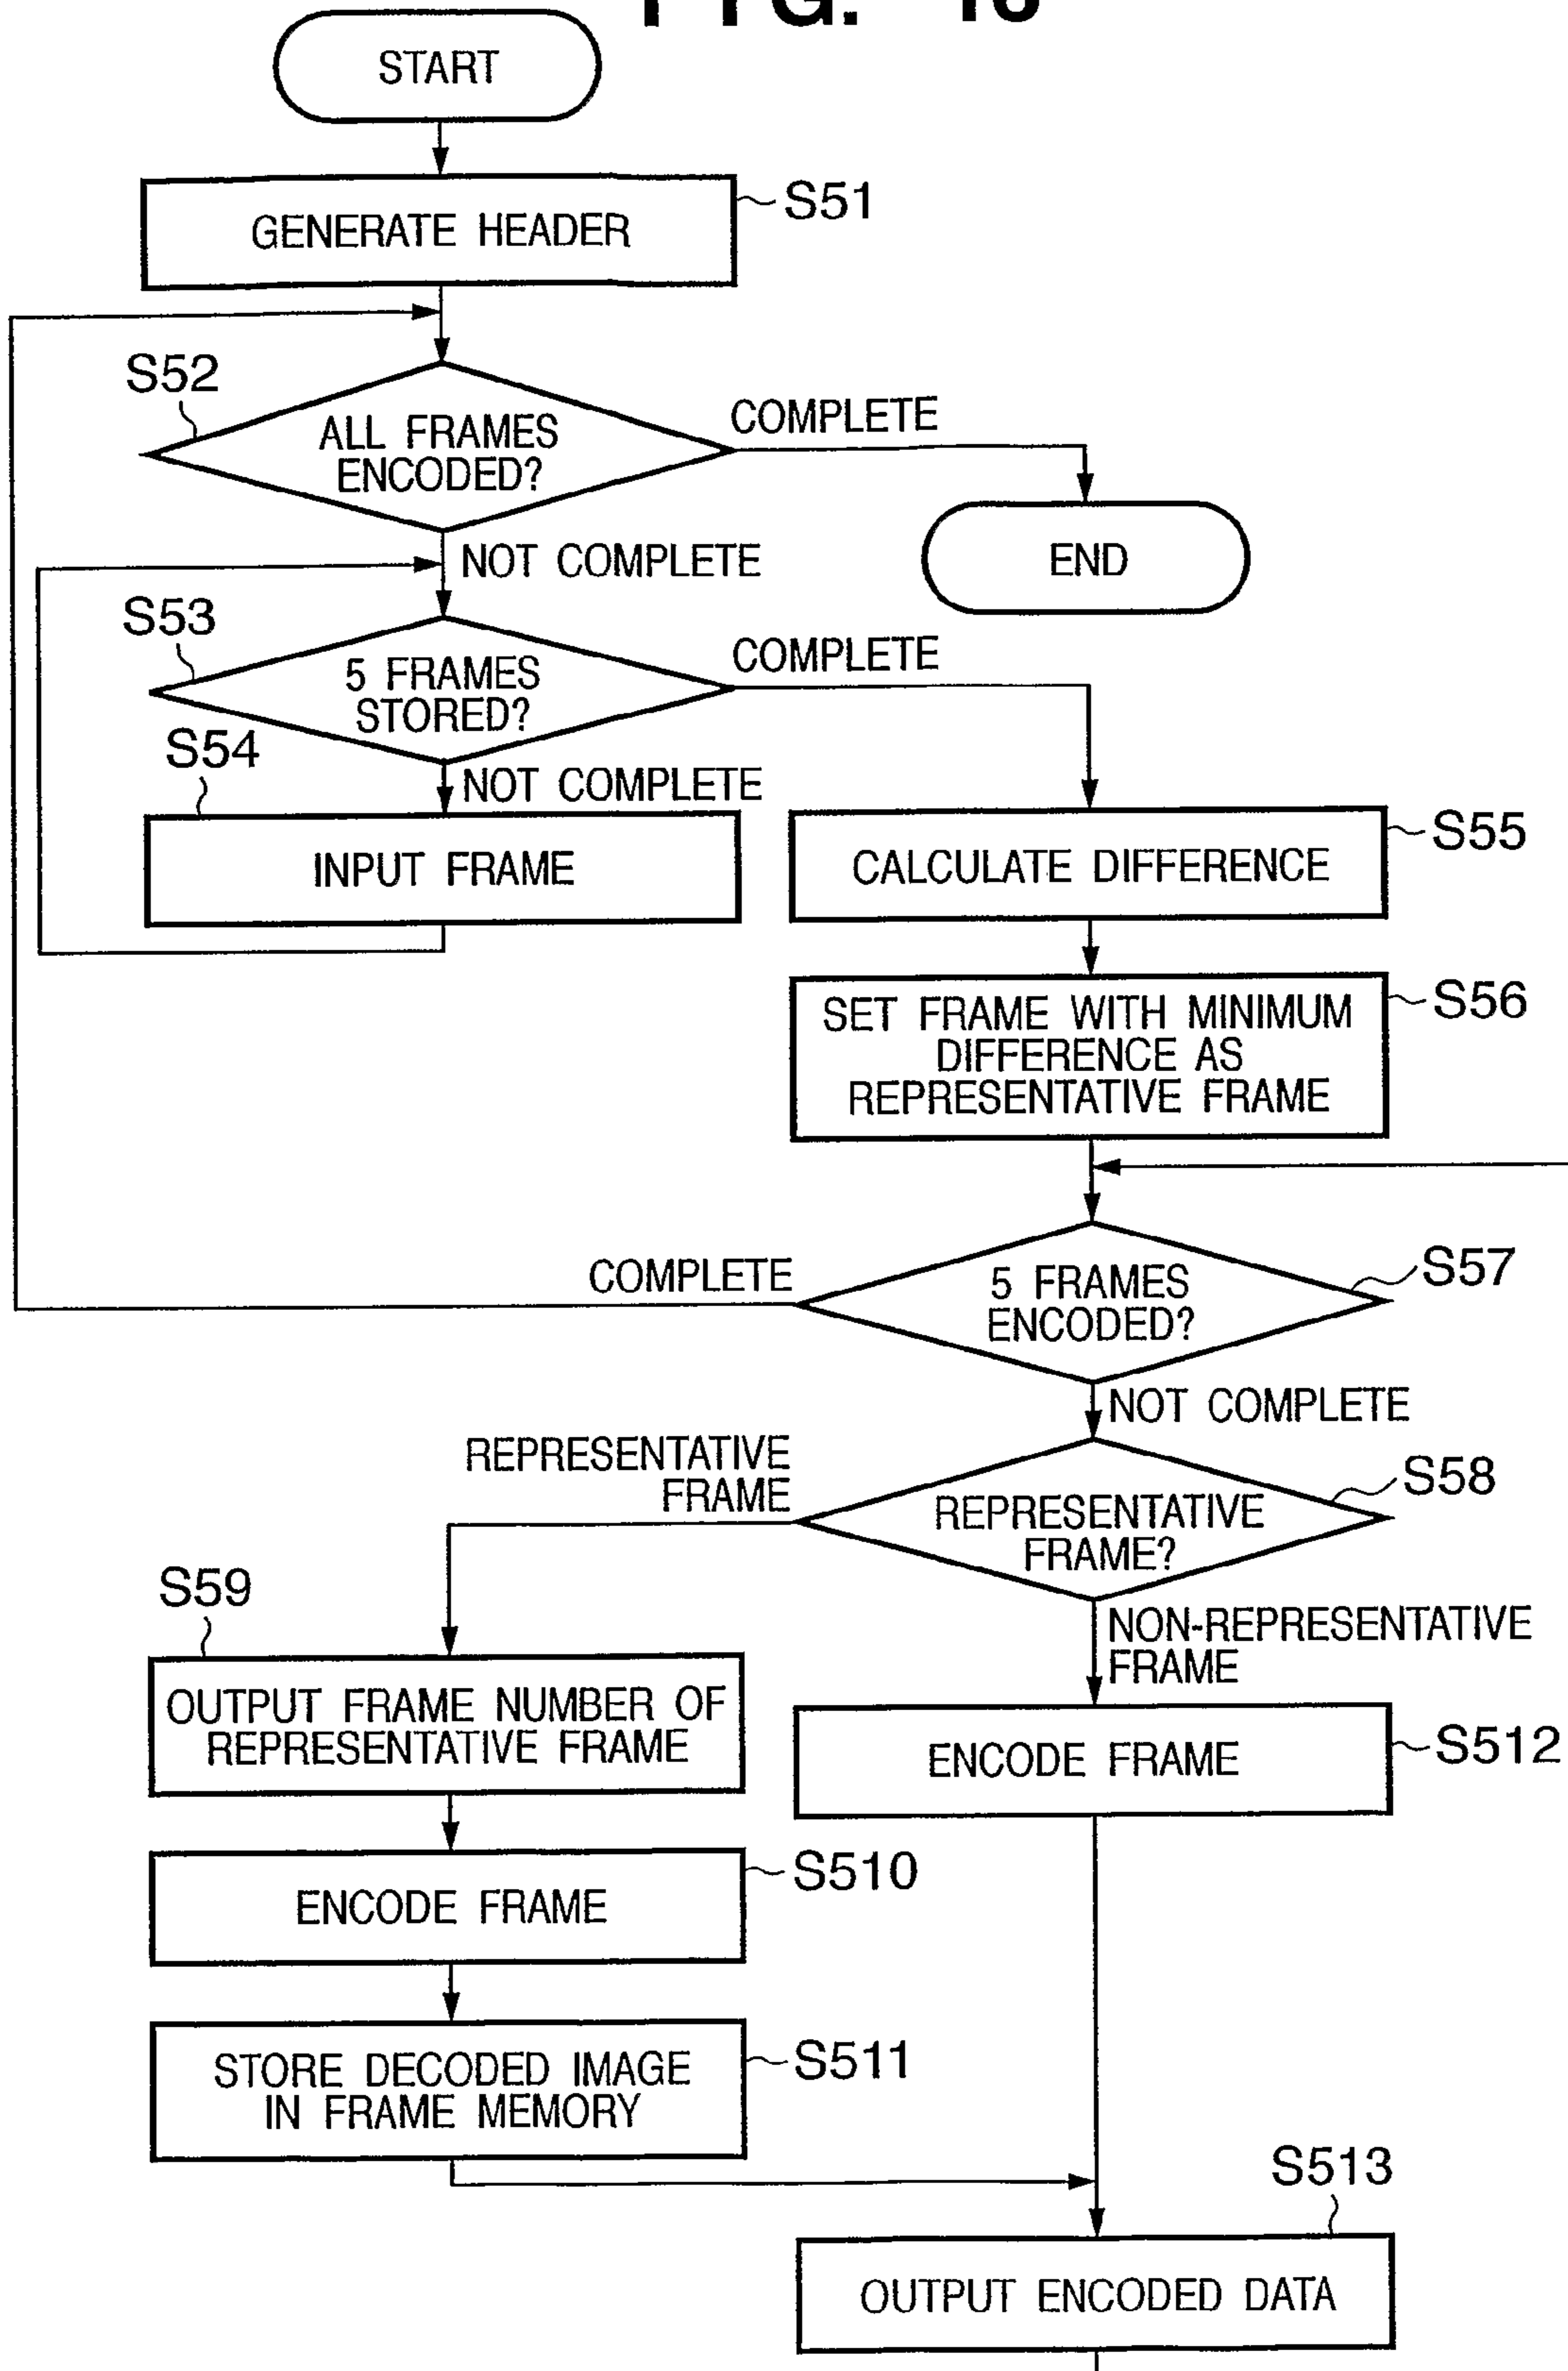 START
GENERATE HEADER
S51
S52
ALL FRAMES
ENCODED?
COMPLETE
END
NOT COMPLETE
S53
5 FRAMES
STORED?
COMPLETE
S54
NOT COMPLETE
INPUT FRAME
CALCULATE DIFFERENCE
S55
SET FRAME WITH MINIMUM
DIFFERENCE AS
REPRESENTATIVE FRAME
S56
COMPLETE
5 FRAMES
ENCODED?
S57
NOT COMPLETE
REPRESENTATIVE
FRAME
REPRESENTATIVE
FRAME?
S58
S59
NON-REPRESENTATIVE
FRAME
OUTPUT FRAME NUMBER OF
REPRESENTATIVE FRAME
ENCODE FRAME
S512
ENCODE FRAME
S510
STORE DECODED IMAGE
IN FRAME MEMORY
S511
S513
OUTPUT ENCODED DATA